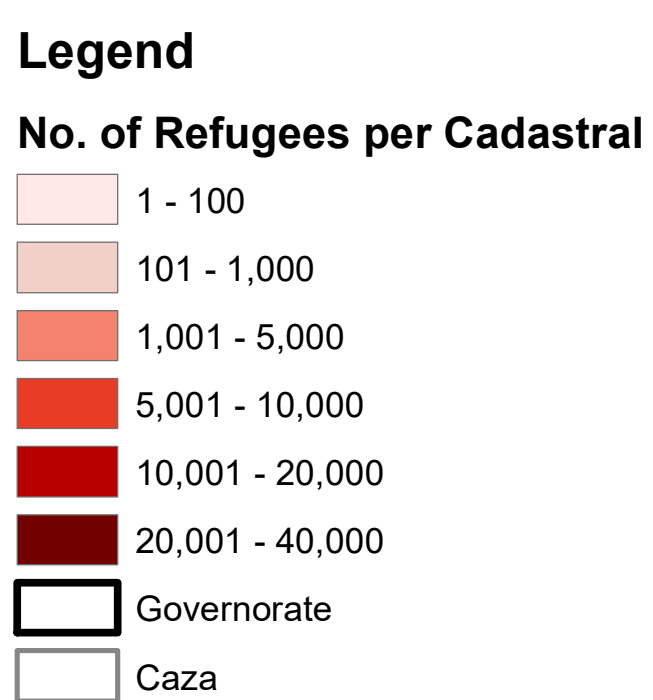 Legend
No. of Refugees per Cadastral
1 - 100
101 - 1,000
1,001 - 5,000
5,001 - 10,000
10,001 - 20,000
20,001 - 40,000
Governorate
Caza